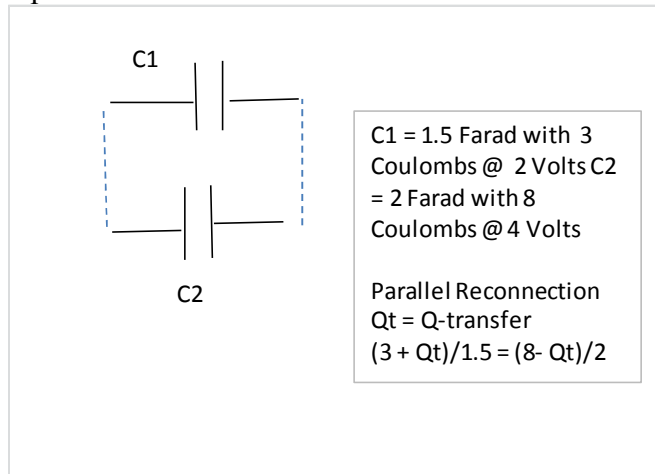 C1
C1 = 1.5 Farad with 3
Coulombs @ 2 Volts C2
= 2 Farad with 8
Coulombs @ 4 Volts
Parallel Reconnection
Qt = Q-transfer
(3 + Qt)/1.5 = (8- Qt)/2
C2